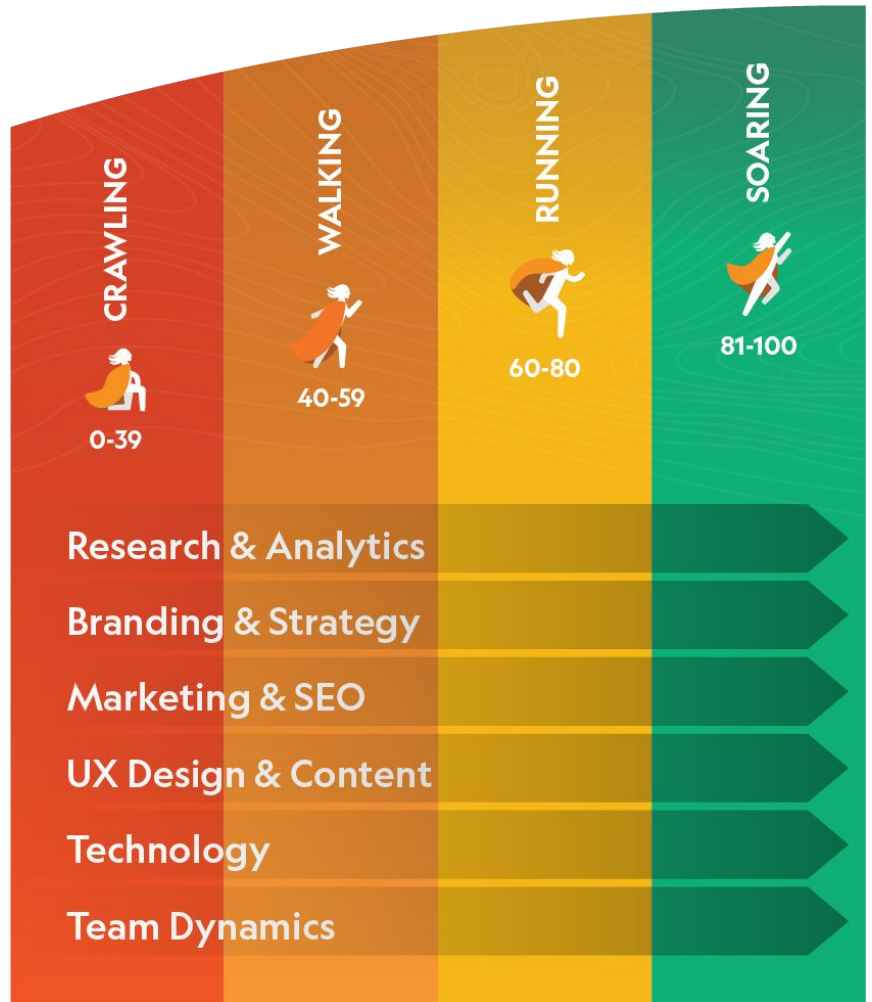 CRAWLING
0-39
WALKING
40-59
RUNNING
60-80
SOARING
81-100
Research & Analytics
Branding & Strategy
Marketing & SEO
UX Design & Content
Technology
Team Dynamics